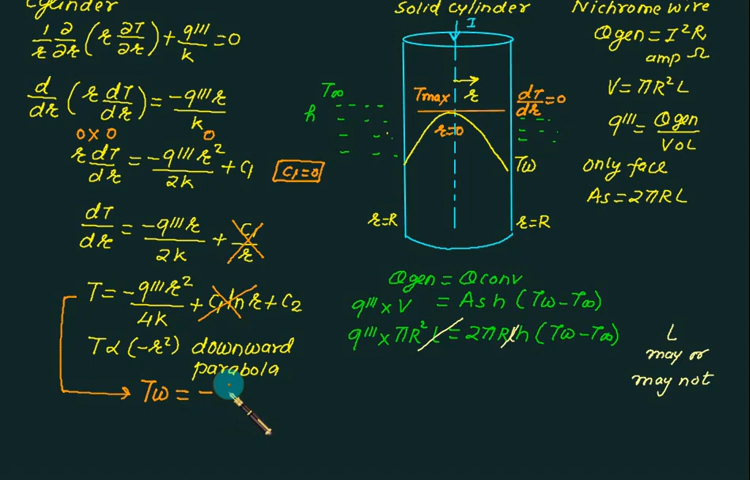 Cylinder
1/r ∂/∂r (r ∂T/∂r) + q'''/k = 0
d/dr (r dT/dr) = -q'''r/k
0 x 0
0
r dT/dr = -q'''r²/2k + C1
C1=0
dT/dr = -q'''r/2k + C1/r
T = -q'''r²/4k + C1 ln r + C2
T ∝ (-r²) downward
parabola
Tw = -
Solid cylinder
I
r
T∞
h
Tmax
dT/dr = 0
r=0
Tw
r=R
r=R
Qgen = Qconv
q''' x V = As h (Tw - T∞)
q''' x πR² L = 2πRLh (Tw - T∞)
Nichrome wire
Qgen = I²R,
amp Ω
V = πR²L
q''' = Qgen/Vol
only face
As = 2πRL
L
may or
may not